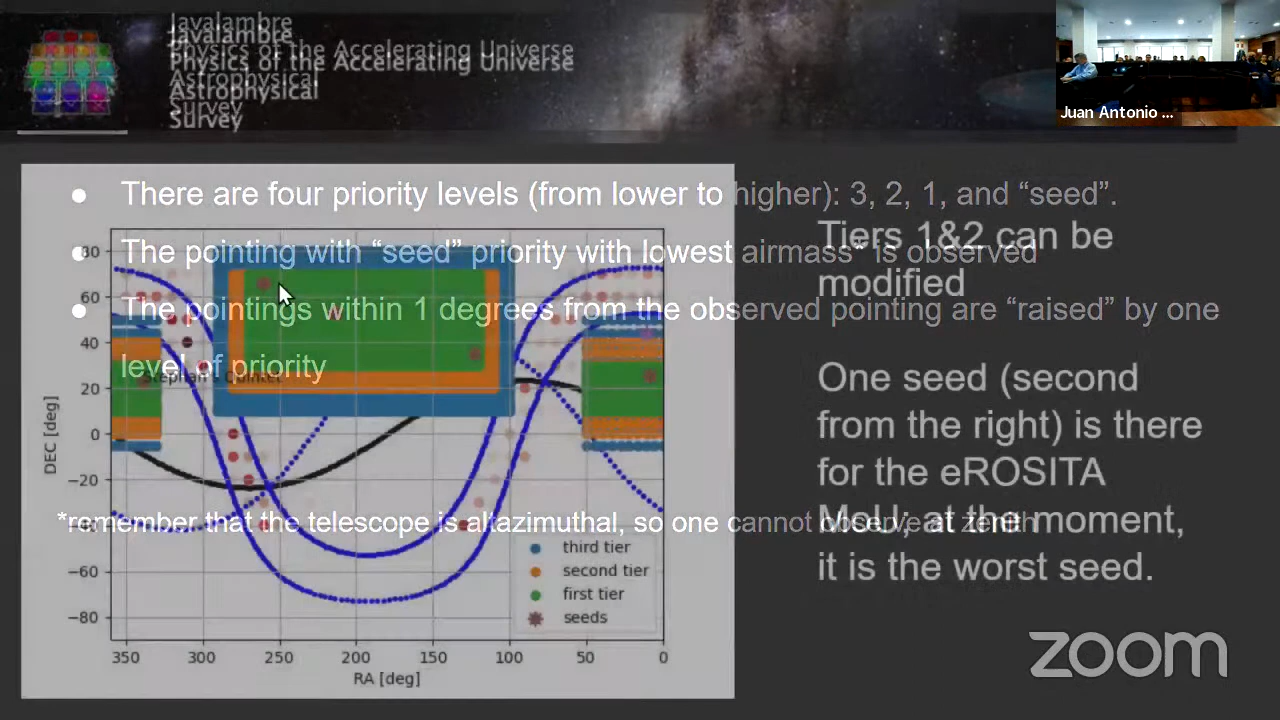 Javalambre
Javalambre
Physics of the Accelerating Universe
Physics of the Accelerating Universe
Astrophysical
Astrophysical
Survey
Survey
Juan Antonio ...
● There are four priority levels (from lower to higher): 3, 2, 1, and “seed”.
● The pointing with “seed” priority with lowest airmass* is observed
● The pointings within 1 degrees from the observed pointing are “raised” by one
level of priority
*remember that the telescope is altazimuthal, so one cannot observe at zenith
Tiers 1&2 can be
modified
One seed (second
from the right) is there
for the eROSITA
MoU; at the moment,
it is the worst seed.
Stephan's Quintet
DEC [deg]
80
60
40
20
0
−20
−40
−60
−80
third tier
second tier
first tier
seeds
350 300 250 200 150 100 50 0
RA [deg]
zoom